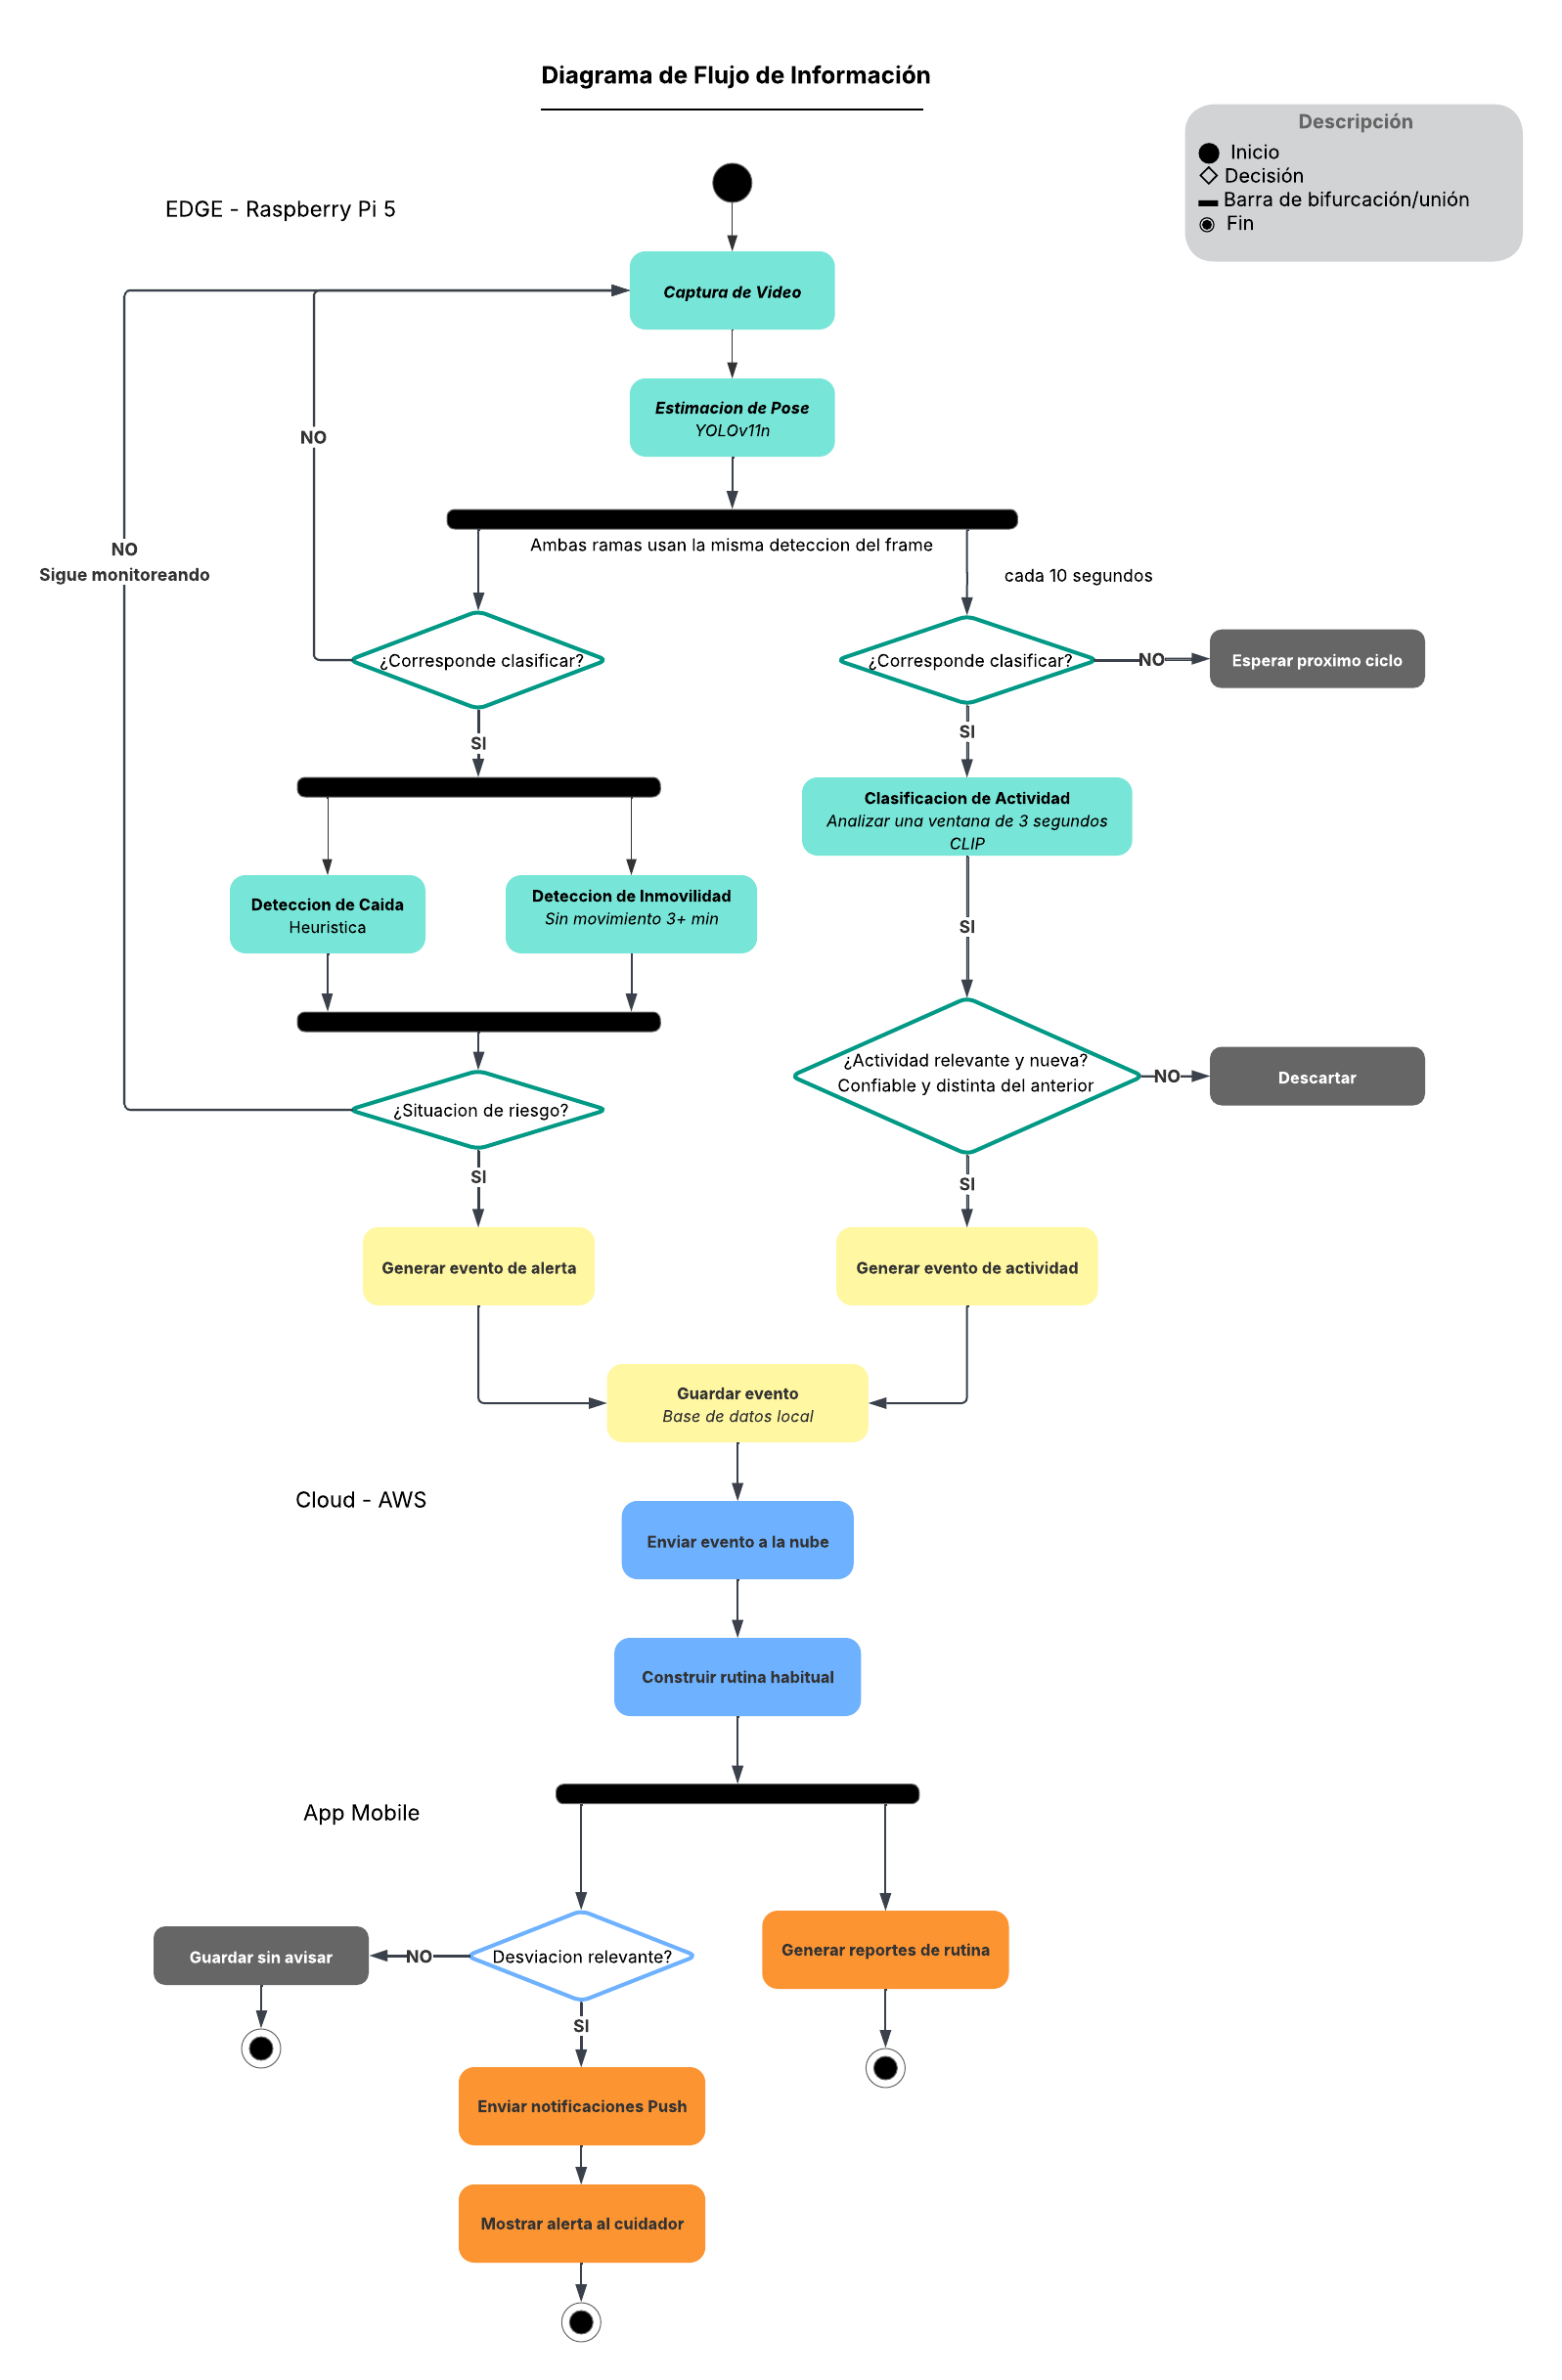 Diagrama de Flujo de Información
Descripción
Inicio
Decisión
Barra de bifurcación/unión
Fin
EDGE - Raspberry Pi 5
Captura de Video
Estimacion de Pose
YOLOv11n
NO
Ambas ramas usan la misma deteccion del frame
cada 10 segundos
NO
Sigue monitoreando
¿Corresponde clasificar?
¿Corresponde clasificar?
NO
Esperar proximo ciclo
SI
SI
Clasificacion de Actividad
Analizar una ventana de 3 segundos
CLIP
Deteccion de Caida
Heuristica
Deteccion de Inmovilidad
Sin movimiento 3+ min
SI
¿Situacion de riesgo?
¿Actividad relevante y nueva?
Confiable y distinta del anterior
NO
Descartar
SI
SI
Generar evento de alerta
Generar evento de actividad
Guardar evento
Base de datos local
Cloud - AWS
Enviar evento a la nube
Construir rutina habitual
App Mobile
Guardar sin avisar
NO
Desviacion relevante?
Generar reportes de rutina
SI
Enviar notificaciones Push
Mostrar alerta al cuidador